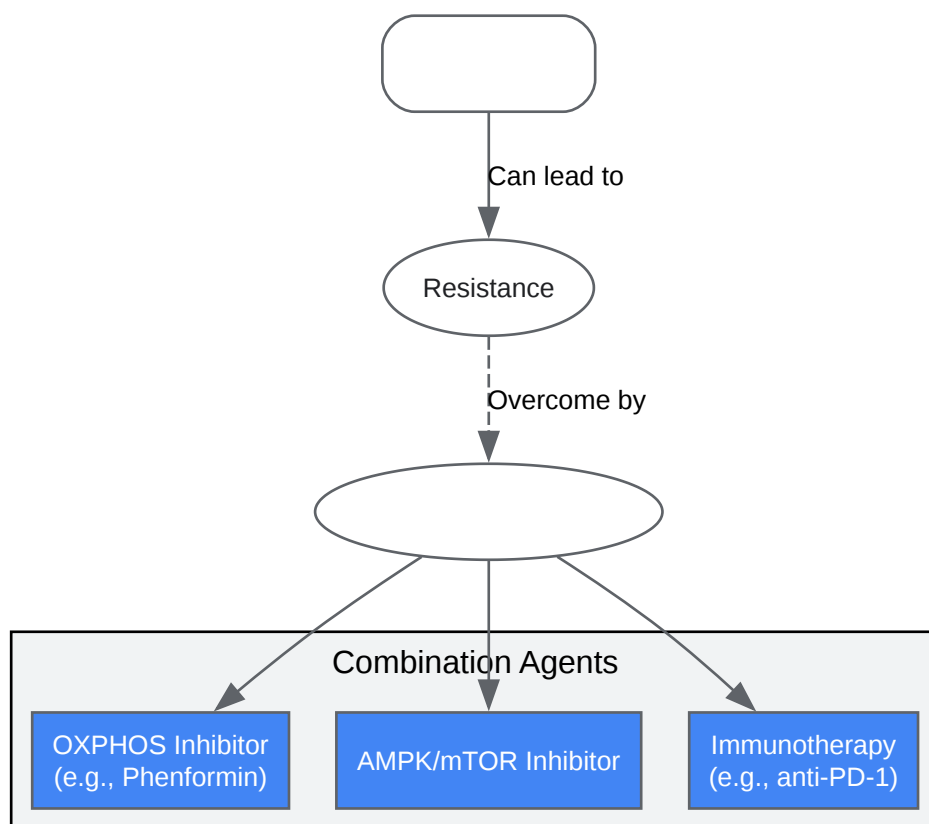 Can lead to
Resistance
Overcome by
Combination Agents
OXPHOS Inhibitor
(e.g., Phenformin)
AMPK/mTOR Inhibitor
Immunotherapy
(e.g., anti-PD-1)